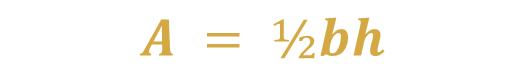 A = ½bh